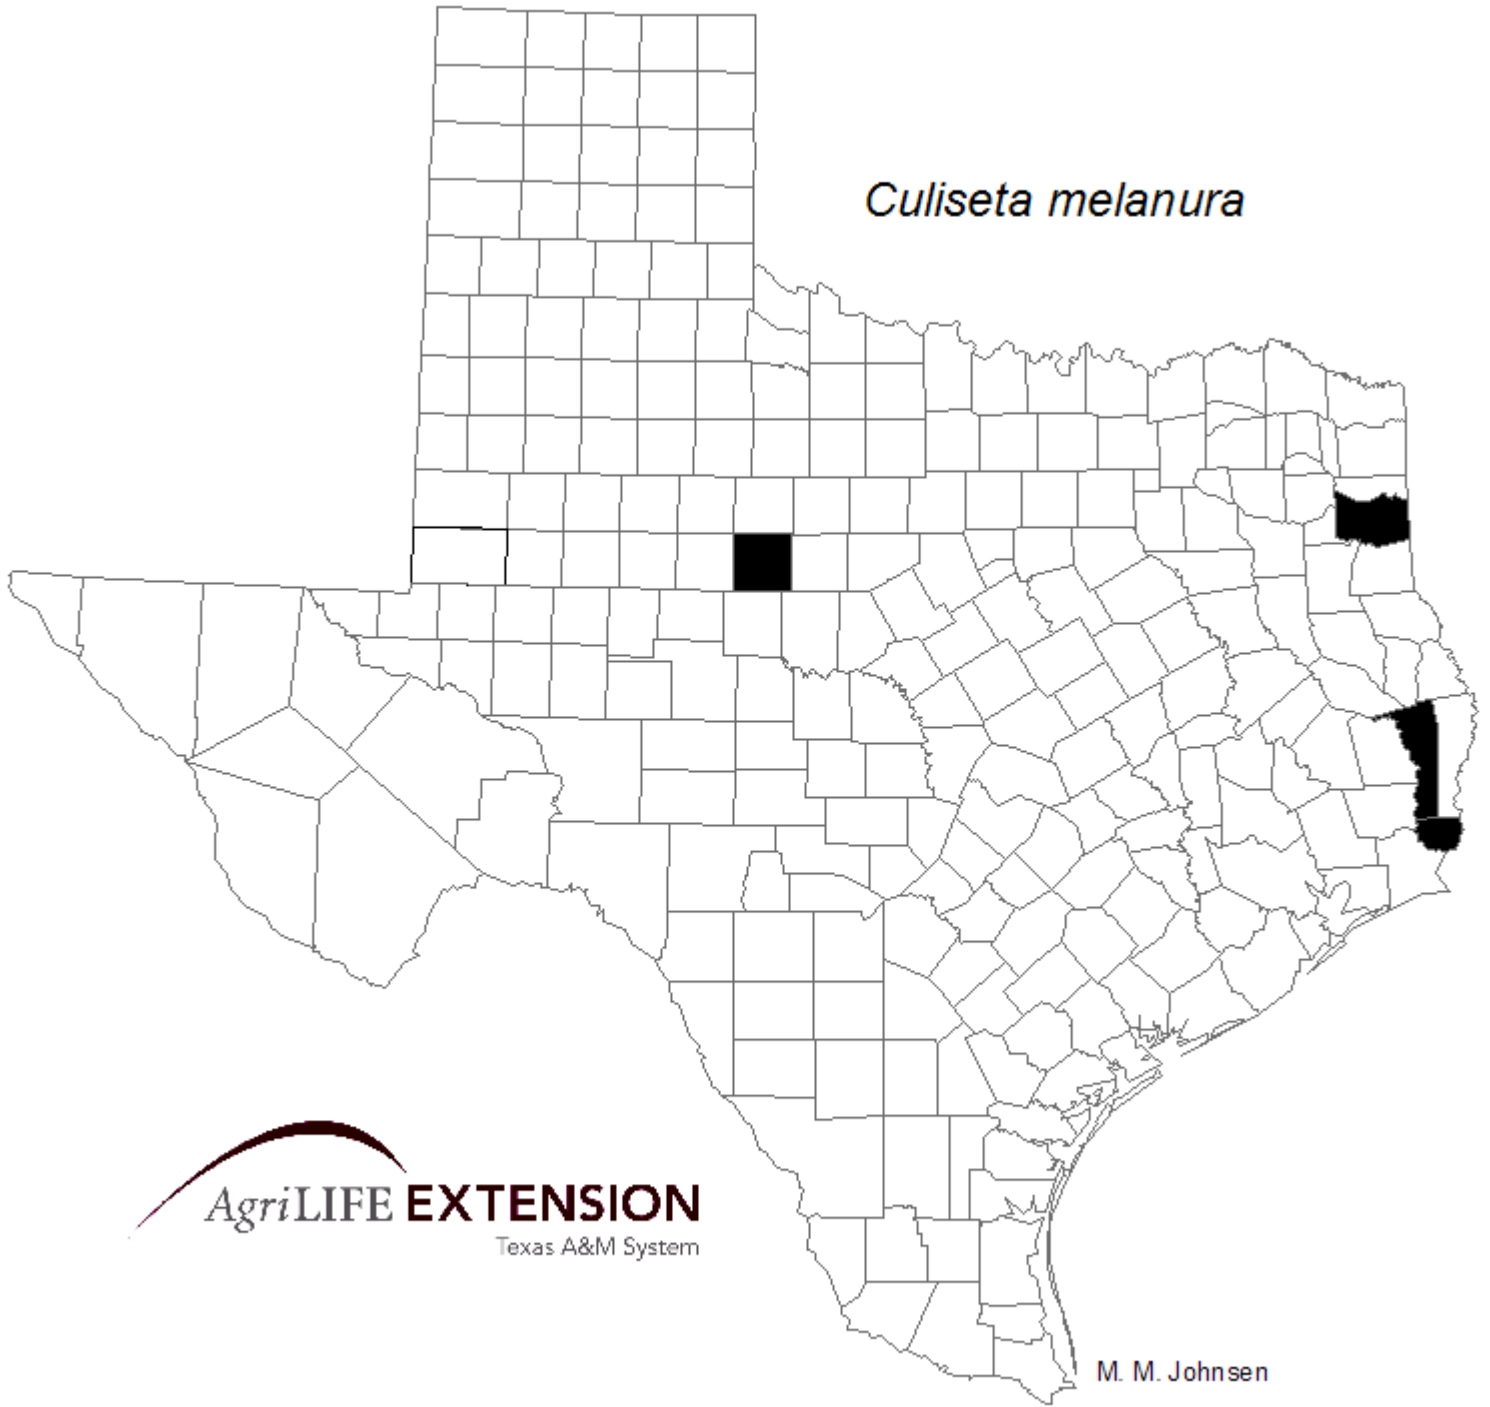 Culiseta melanura
AgriLIFE EXTENSION
Texas A&M System
M. M. Johnsen